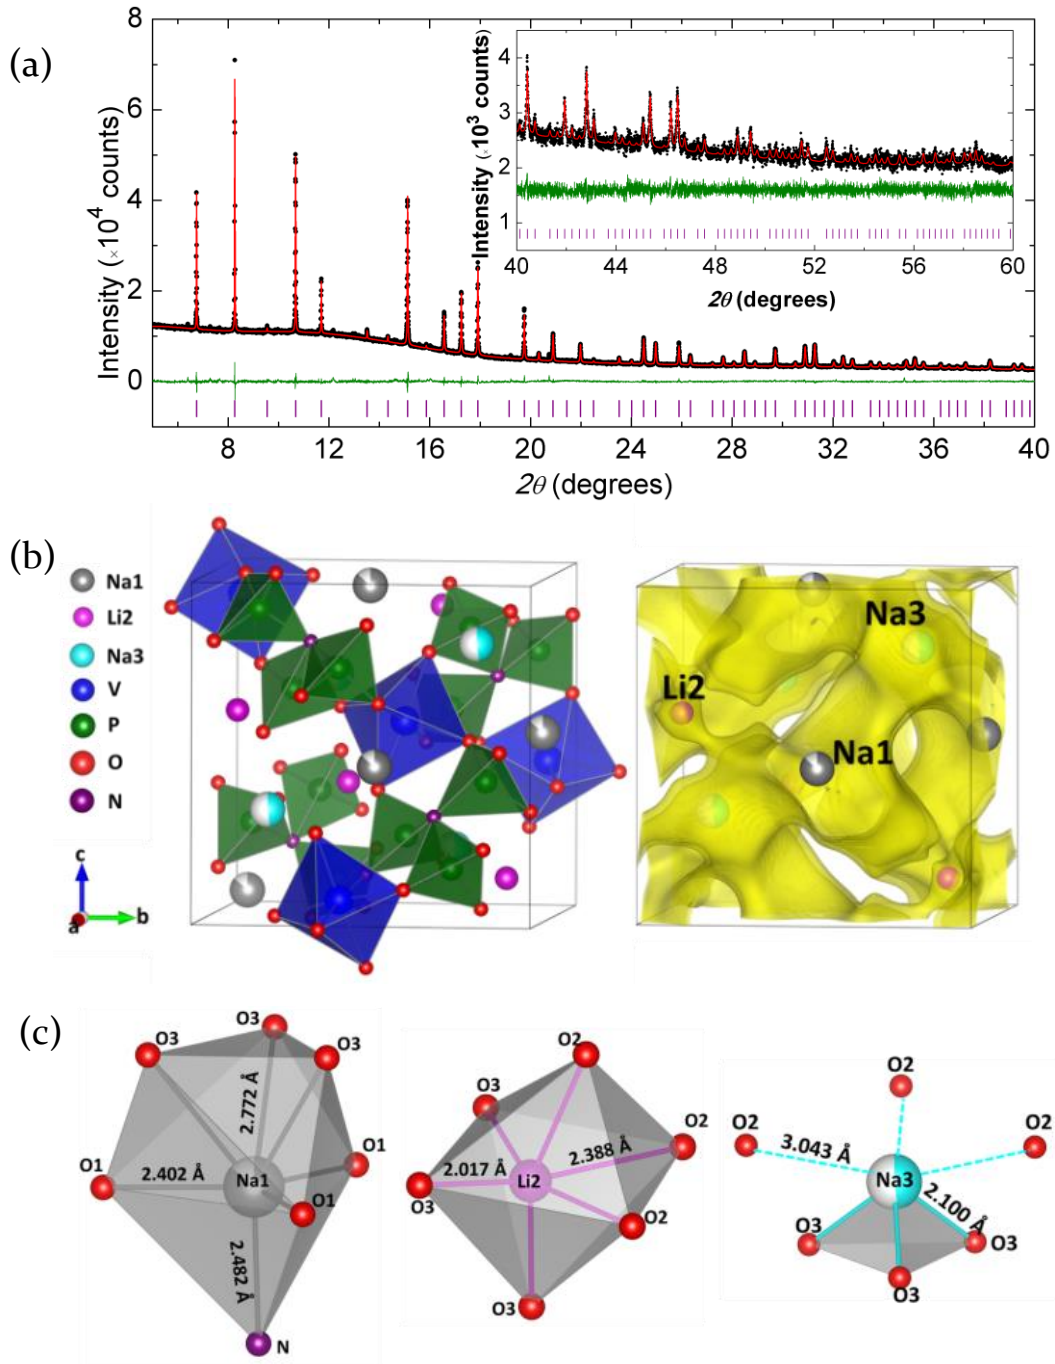 (a)
Intensity (×10⁴ counts)
8
6
4
2
0
8 12 16 20 24 28 32 36 40
2θ (degrees)
Intensity (·10³ counts)
4
3
2
1
40 44 48 52 56 60
2θ (degrees)
(b)
Na1
Li2
Na3
V
P
O
N
c
b
a
Na3
Li2
Na1
(c)
O3
O3
O3
2.772 Å
O1
2.402 Å
Na1
O1
O1
2.482 Å
N
O2
O3
O2
2.388 Å
2.017 Å
Li2
O3
O2
O3
O2
O2
O2
3.043 Å
Na3
2.100 Å
O3
O3
O3